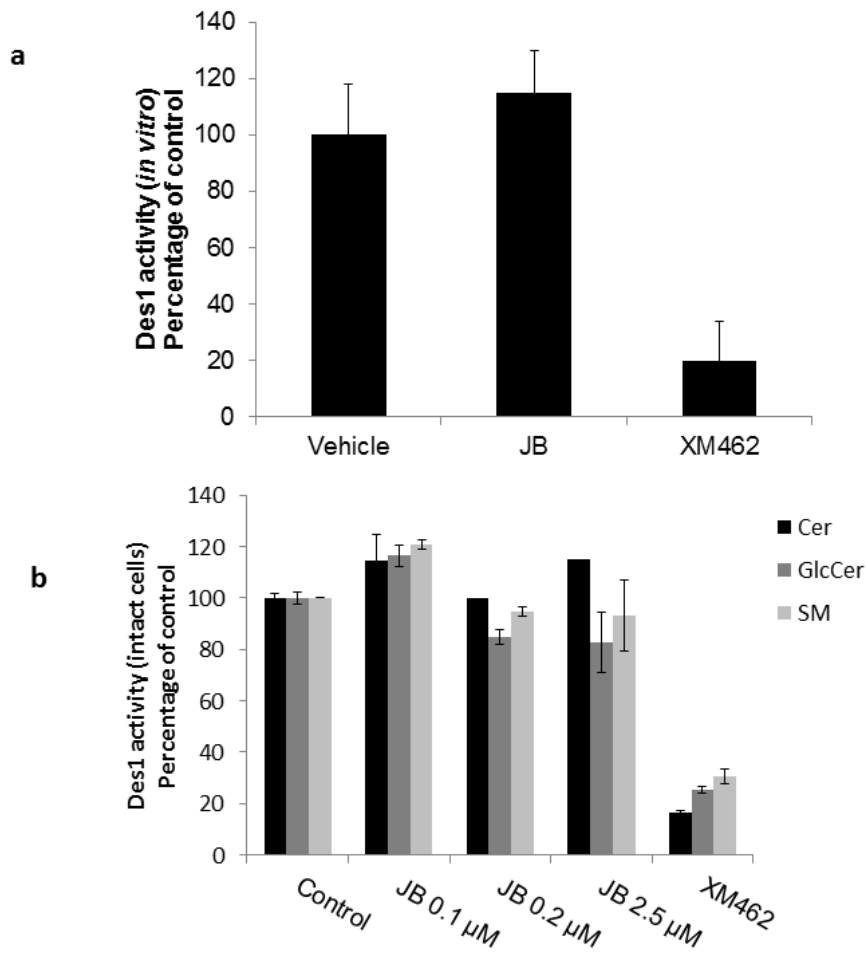 a
Des1 activity (in vitro)
Percentage of control
140
120
100
80
60
40
20
0
Vehicle JB XM462
b
Des1 activity (intact cells)
Percentage of control
140
120
100
80
60
40
20
0
Control JB 0.1 µM JB 0.2 µM JB 2.5 µM XM462
Cer
GlcCer
SM